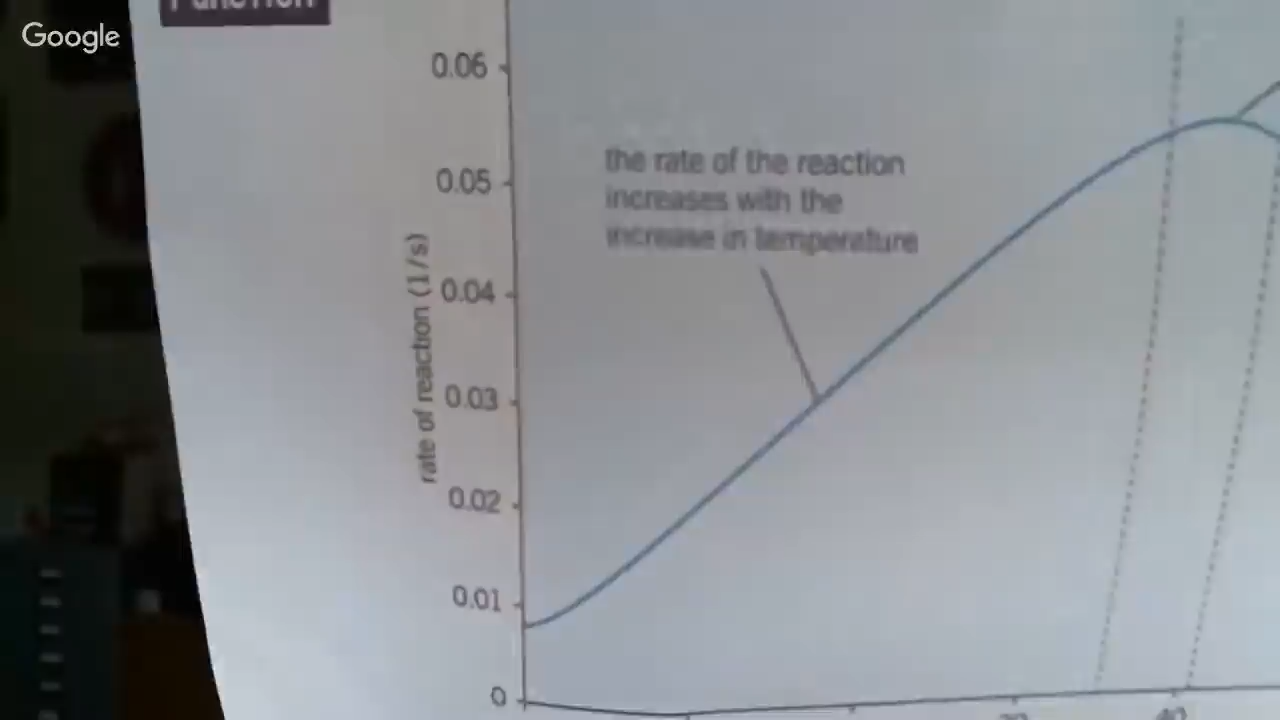 Function
Google
0.06
the rate of the reaction
increases with the
increase in temperature
0.05
rate of reaction (1/s)
0.04
0.03
0.02
0.01
0